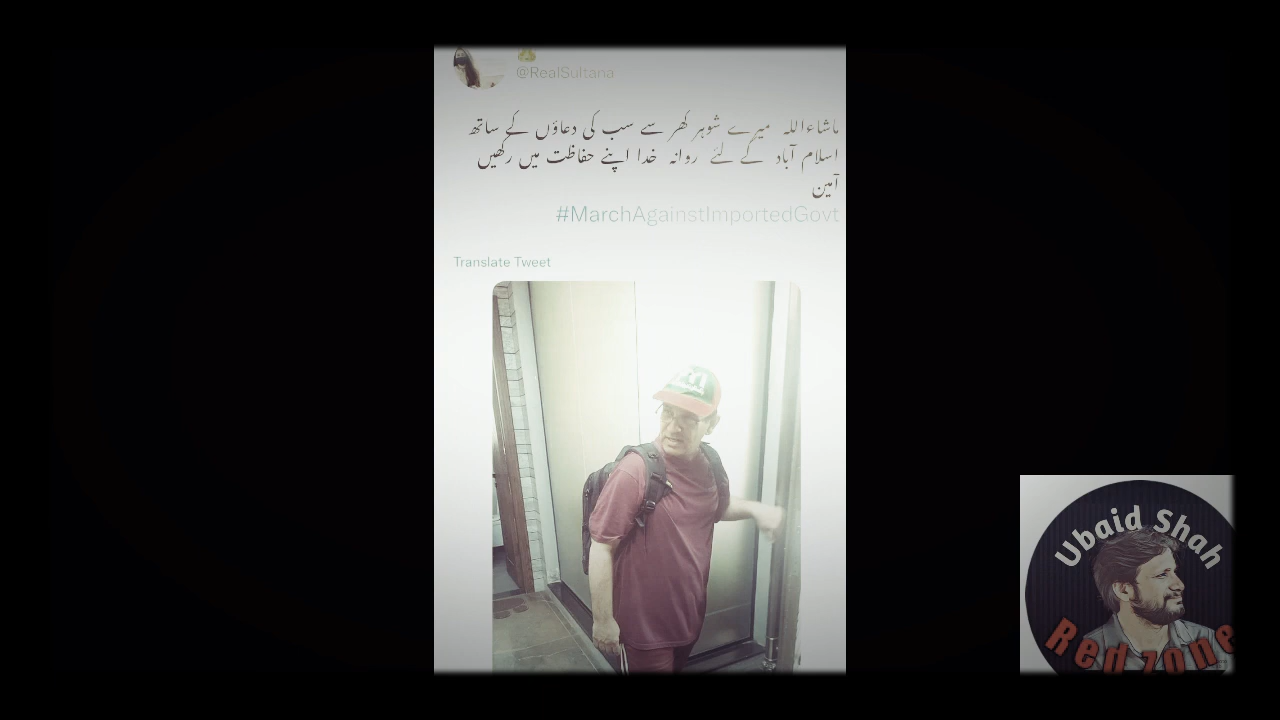 @RealSultana
ماشاءاللہ میرے شوہر گھر سے سب کی دعاؤں کے ساتھ
اسلام آباد کے لئے روانہ خدا اپنے حفاظت میں رکھیں
آمین
#MarchAgainstImportedGovt
Translate Tweet
Ubaid Shah
Red zone